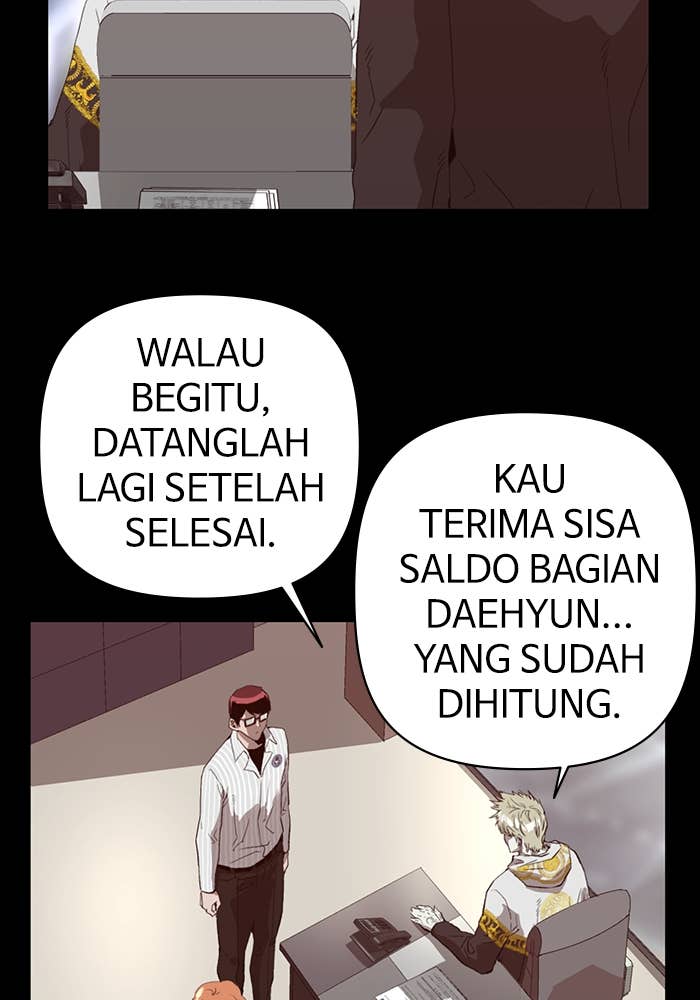 WALAU
BEGITU,
DATANGLAH
LAGI SETELAH
SELESAI.
KAU
TERIMA SISA
SALDO BAGIAN
DAEHYUN...
YANG SUDAH
DIHITUNG.